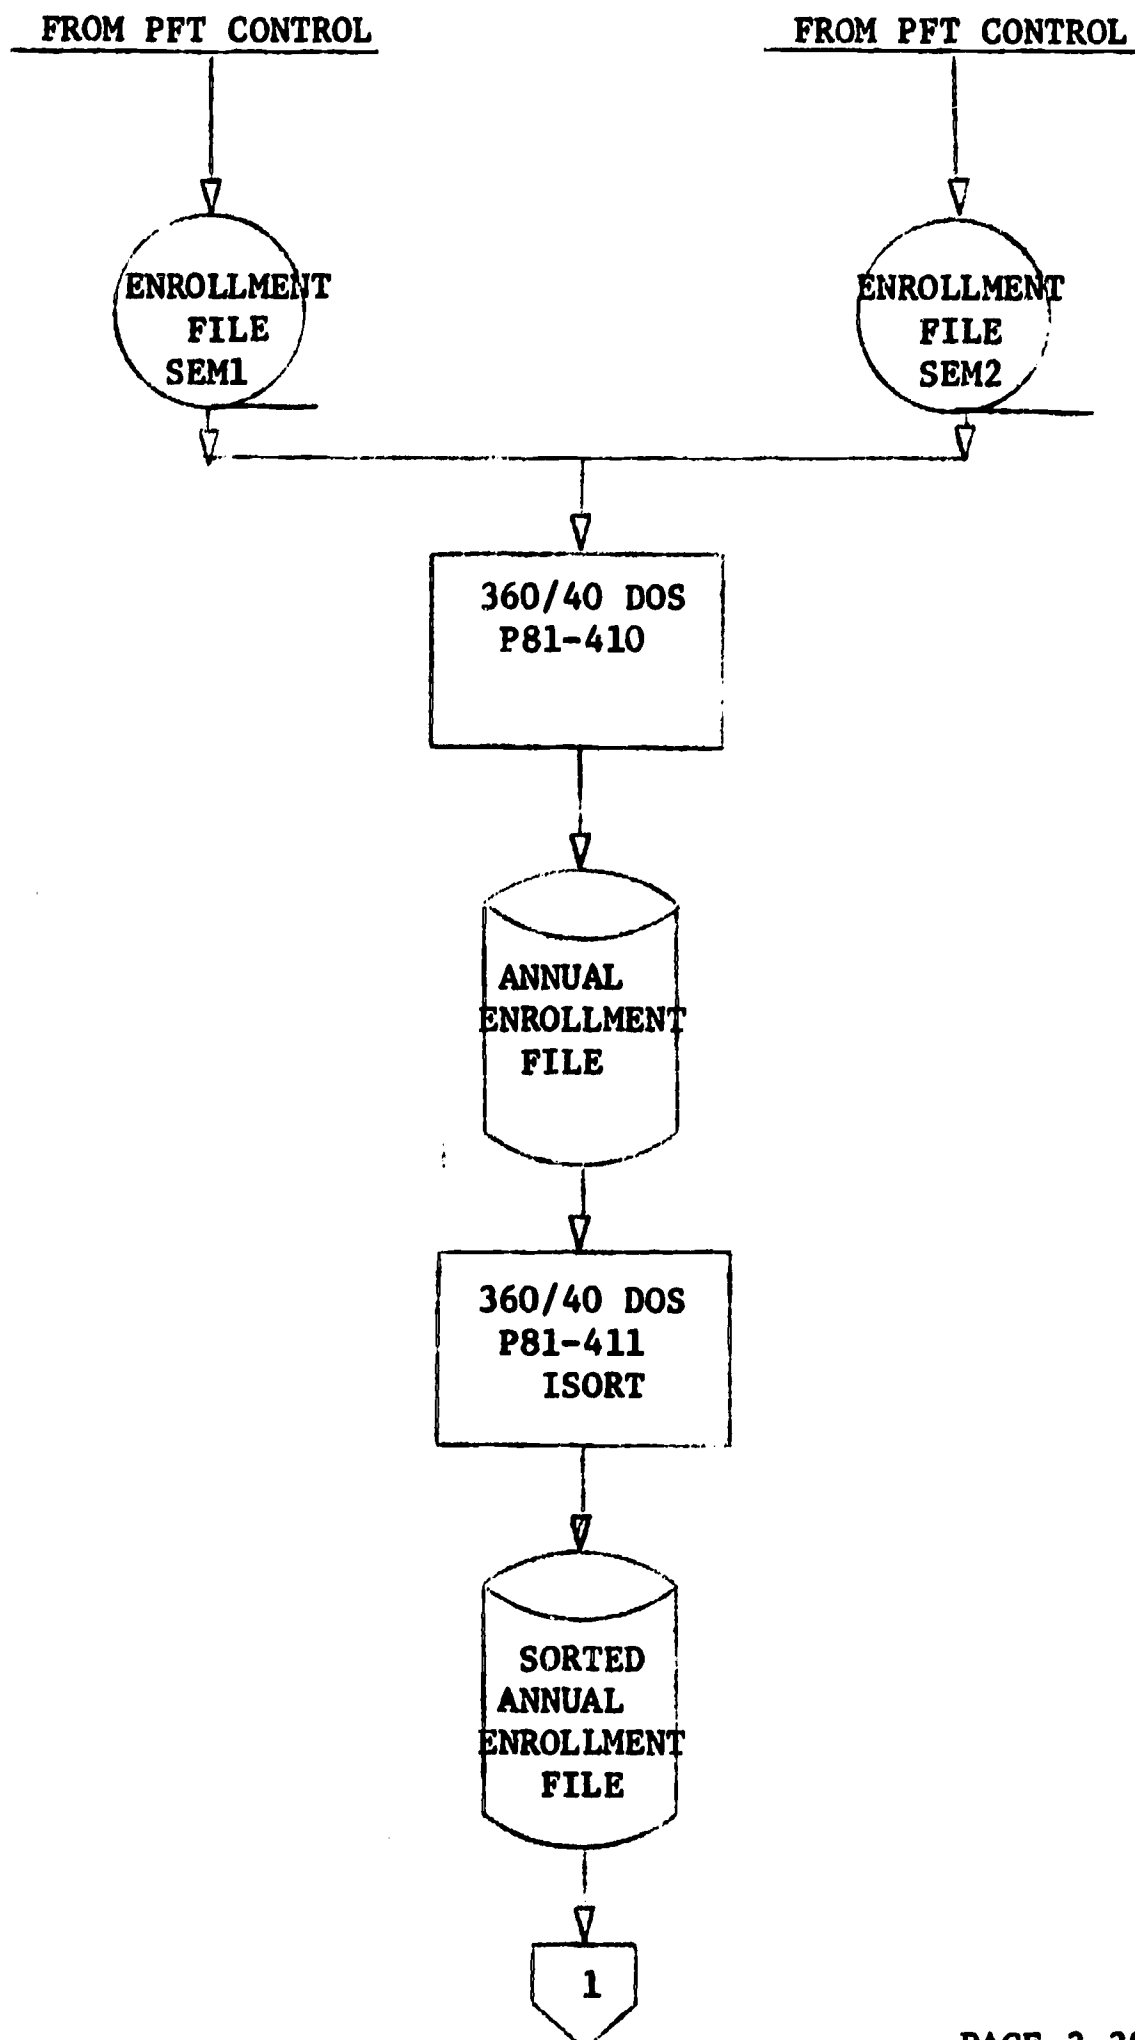 FROM PFT CONTROL
FROM PFT CONTROL
ENROLLMENT
FILE
SEM1
ENROLLMENT
FILE
SEM2
360/40 DOS
P81-410
ANNUAL
ENROLLMENT
FILE
360/40 DOS
P81-411
ISORT
SORTED
ANNUAL
ENROLLMENT
FILE
1
PAGE